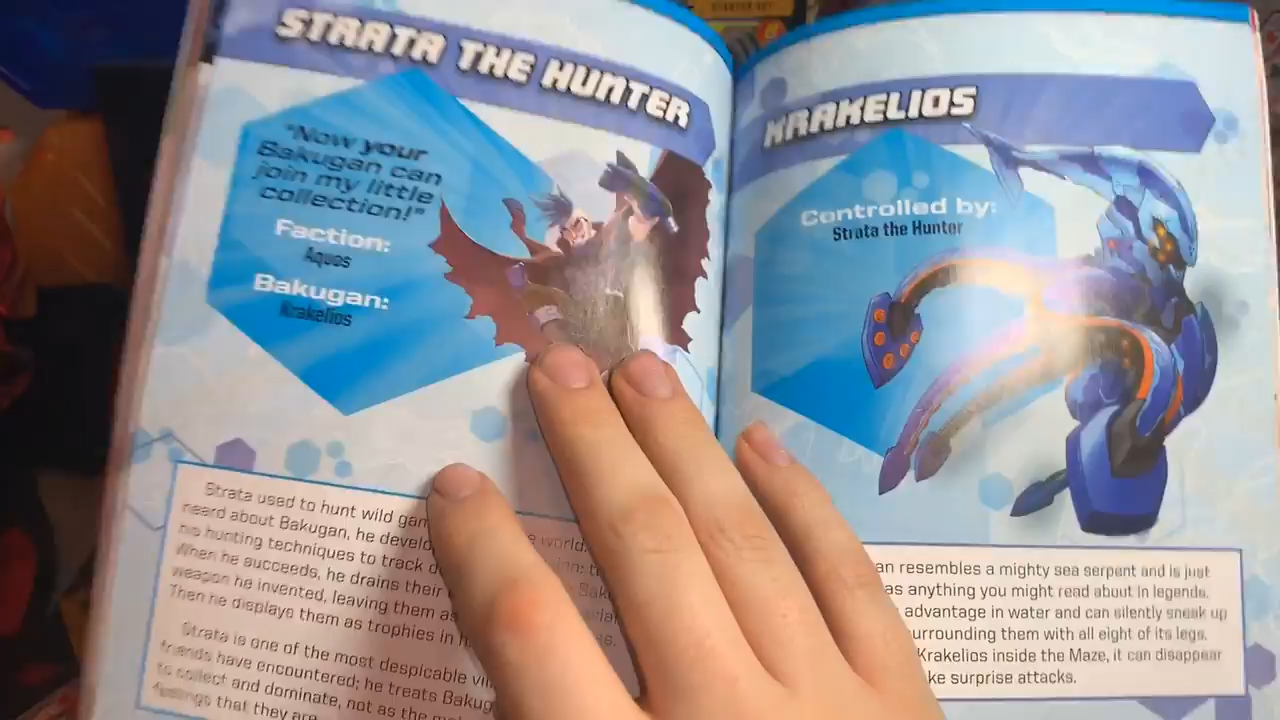 STARTER SET
STRATA THE HUNTER
"Now your
Bakugan can
join my little
collection!"
Faction:
Aquos
Bakugan:
Krakelios
Strata used to hunt wild gam
heard about Bakugan, he develo
his hunting techniques to track d
When he succeeds, he drains their
weapon he invented, leaving them as
Then he displays them as trophies in h
e world.
as.
Strata is one of the most despicable vil
friends have encountered; he treats Bakug
to collect and dominate, not as the
feelings that they are
KRAKELIOS
Controlled by:
Strata the Hunter
an resembles a mighty sea serpent and is just
as anything you might read about in legends.
advantage in water and can silently sneak up
urrounding them with all eight of its legs.
Krakelios inside the Maze, it can disappear
ke surprise attacks.